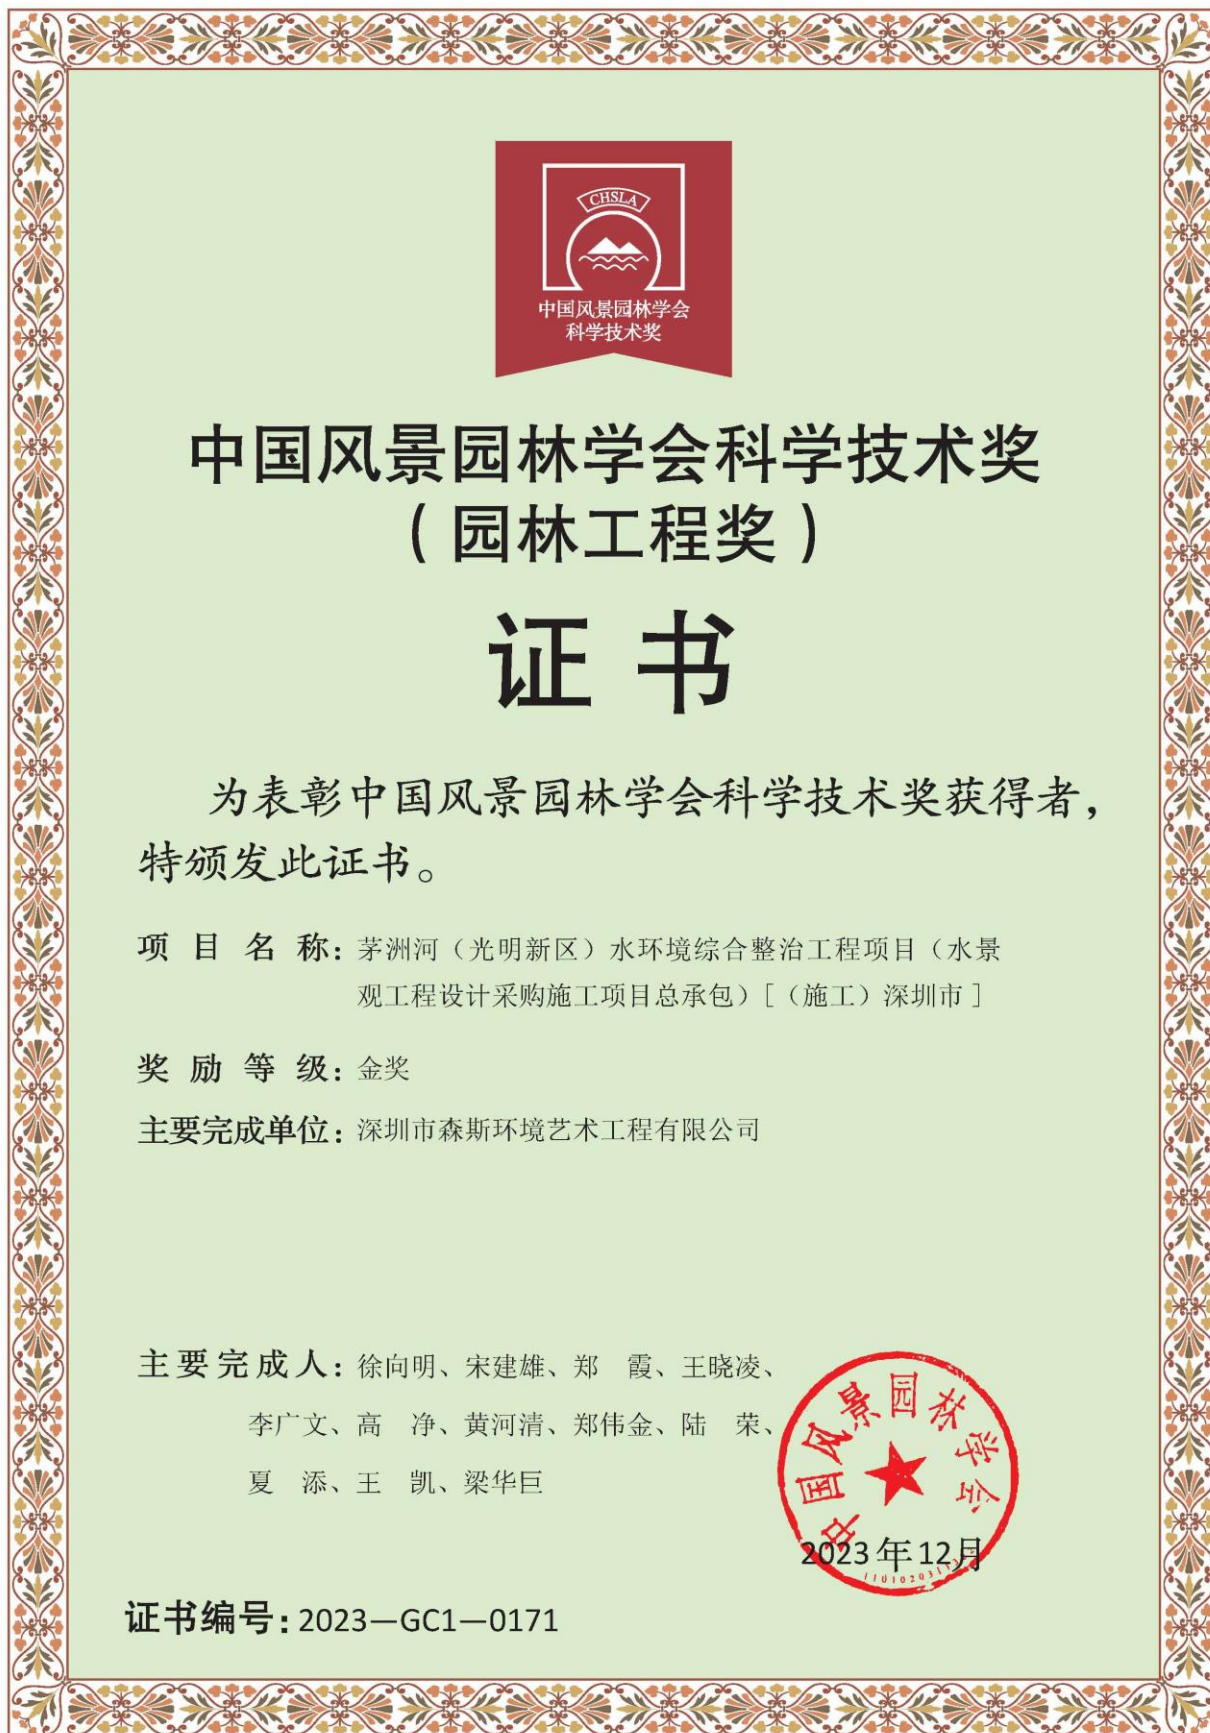 CHSLA
中国风景园林学会
科学技术奖
中国风景园林学会科学技术奖
（园林工程奖）
证书
为表彰中国风景园林学会科学技术奖获得者，
特颁发此证书。
项目名称：茅洲河（光明新区）水环境综合整治工程项目（水景
观工程设计采购施工项目总承包）[（施工）深圳市]
奖励等级：金奖
主要完成单位：深圳市森斯环境艺术工程有限公司
主要完成人：徐向明、宋建雄、郑　霞、王晓凌、
李广文、高　净、黄河清、郑伟金、陆　荣、
夏　添、王　凯、梁华巨
中国风景园林学会
2023年12月
证书编号：2023—GC1—0171